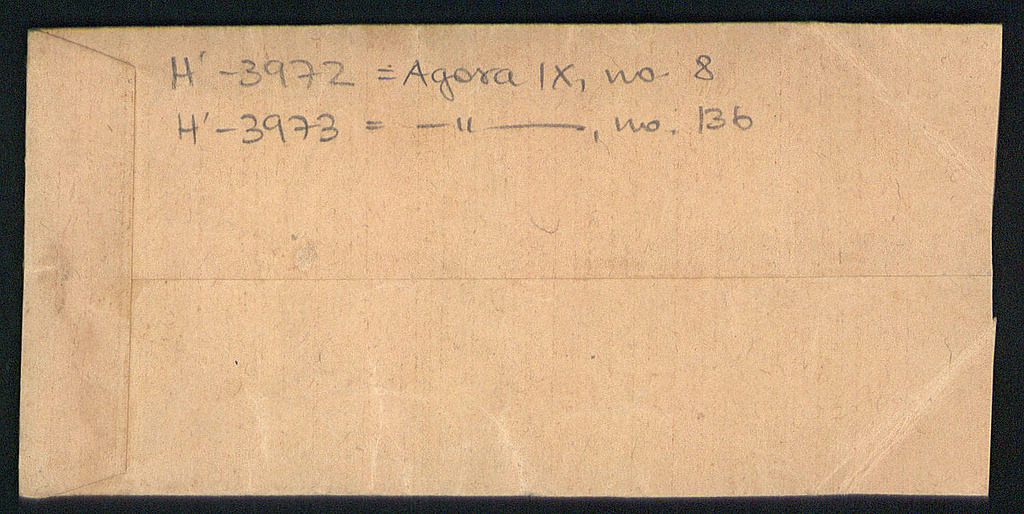 H'-3972 = Agora IX, no. 8
H'-3973 = —"——, no. 136